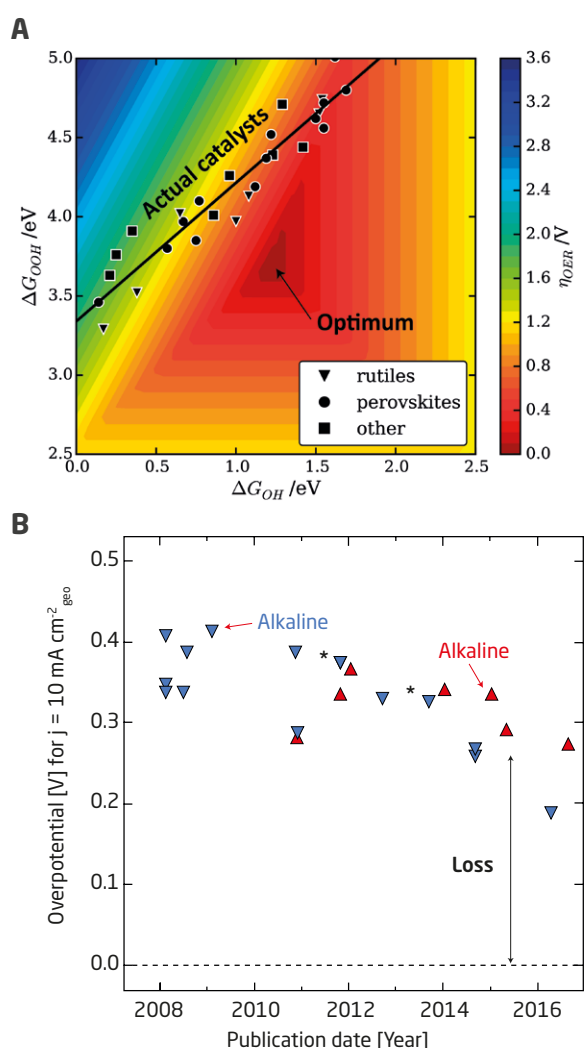 A
5.0
4.5
4.0
3.5
3.0
2.5
ΔG_OOH /eV
Actual catalysts
Optimum
rutiles
perovskites
other
0.0 0.5 1.0 1.5 2.0 2.5
ΔG_OH /eV
3.6
3.2
2.8
2.4
2.0
1.6
1.2
0.8
0.4
0.0
η_OER /V
B
0.5
0.4
0.3
0.2
0.1
0.0
Overpotential [V] for j = 10 mA cm⁻² geo
Alkaline
*
Alkaline
*
Loss
2008 2010 2012 2014 2016
Publication date [Year]